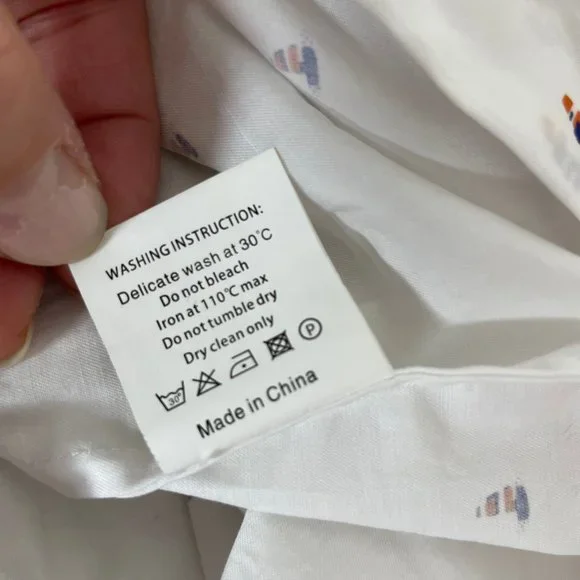 WASHING INSTRUCTION:
Delicate wash at 30°C
Do not bleach
Iron at 110℃ max
Do not tumble dry
Dry clean only
30° P
Made in China